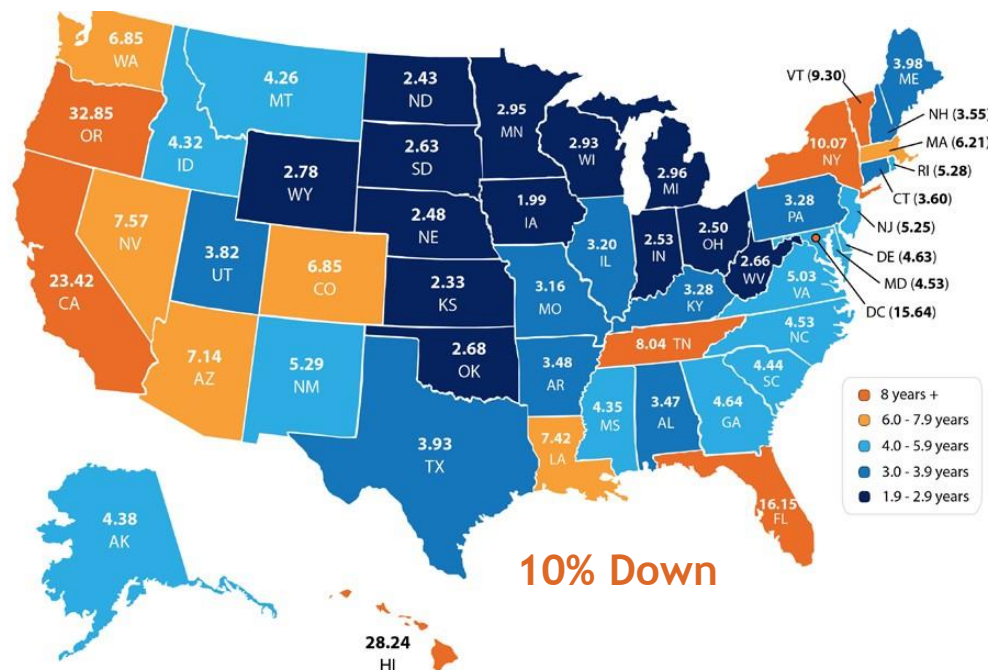 6.85
WA
32.85
OR
23.42
CA
7.57
NV
4.32
ID
4.26
MT
2.78
WY
3.82
UT
6.85
CO
7.14
AZ
5.29
NM
2.43
ND
2.63
SD
2.48
NE
2.33
KS
2.68
OK
3.93
TX
2.95
MN
1.99
IA
3.16
MO
3.48
AR
7.42
LA
2.93
WI
3.20
IL
2.96
MI
2.53
IN
2.50
OH
3.28
KY
8.04 TN
4.35
MS
3.47
AL
4.64
GA
16.15
FL
4.44
SC
4.53
NC
5.03
VA
2.66
WV
3.28
PA
10.07
NY
3.98
ME
VT (9.30)
NH (3.55)
MA (6.21)
RI (5.28)
CT (3.60)
NJ (5.25)
DE (4.63)
MD (4.53)
DC (15.64)
8 years +
6.0 - 7.9 years
4.0 - 5.9 years
3.0 - 3.9 years
1.9 - 2.9 years
4.38
AK
28.24
HI
10% Down